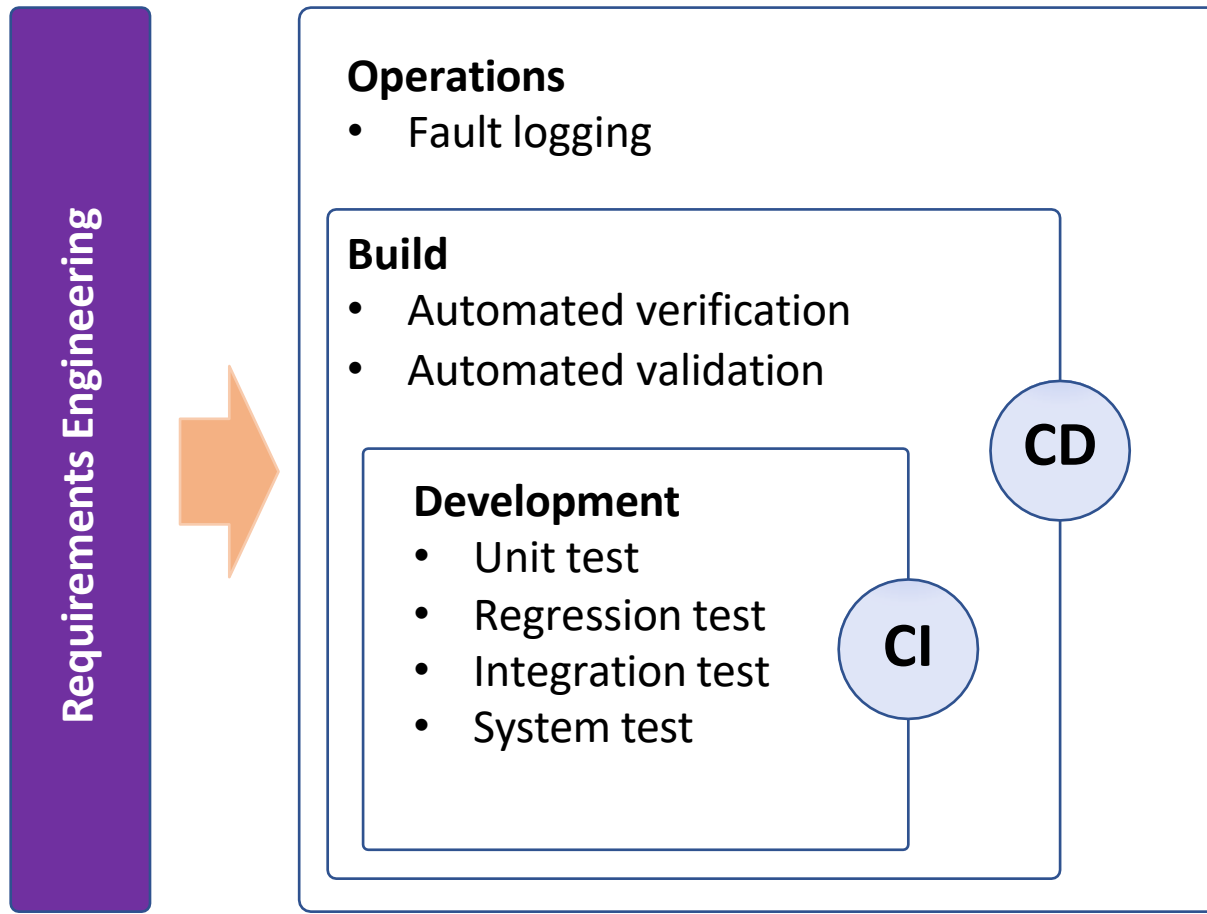 Requirements Engineering
Operations
• Fault logging
Build
• Automated verification
• Automated validation
CD
Development
• Unit test
• Regression test
• Integration test
• System test
CI